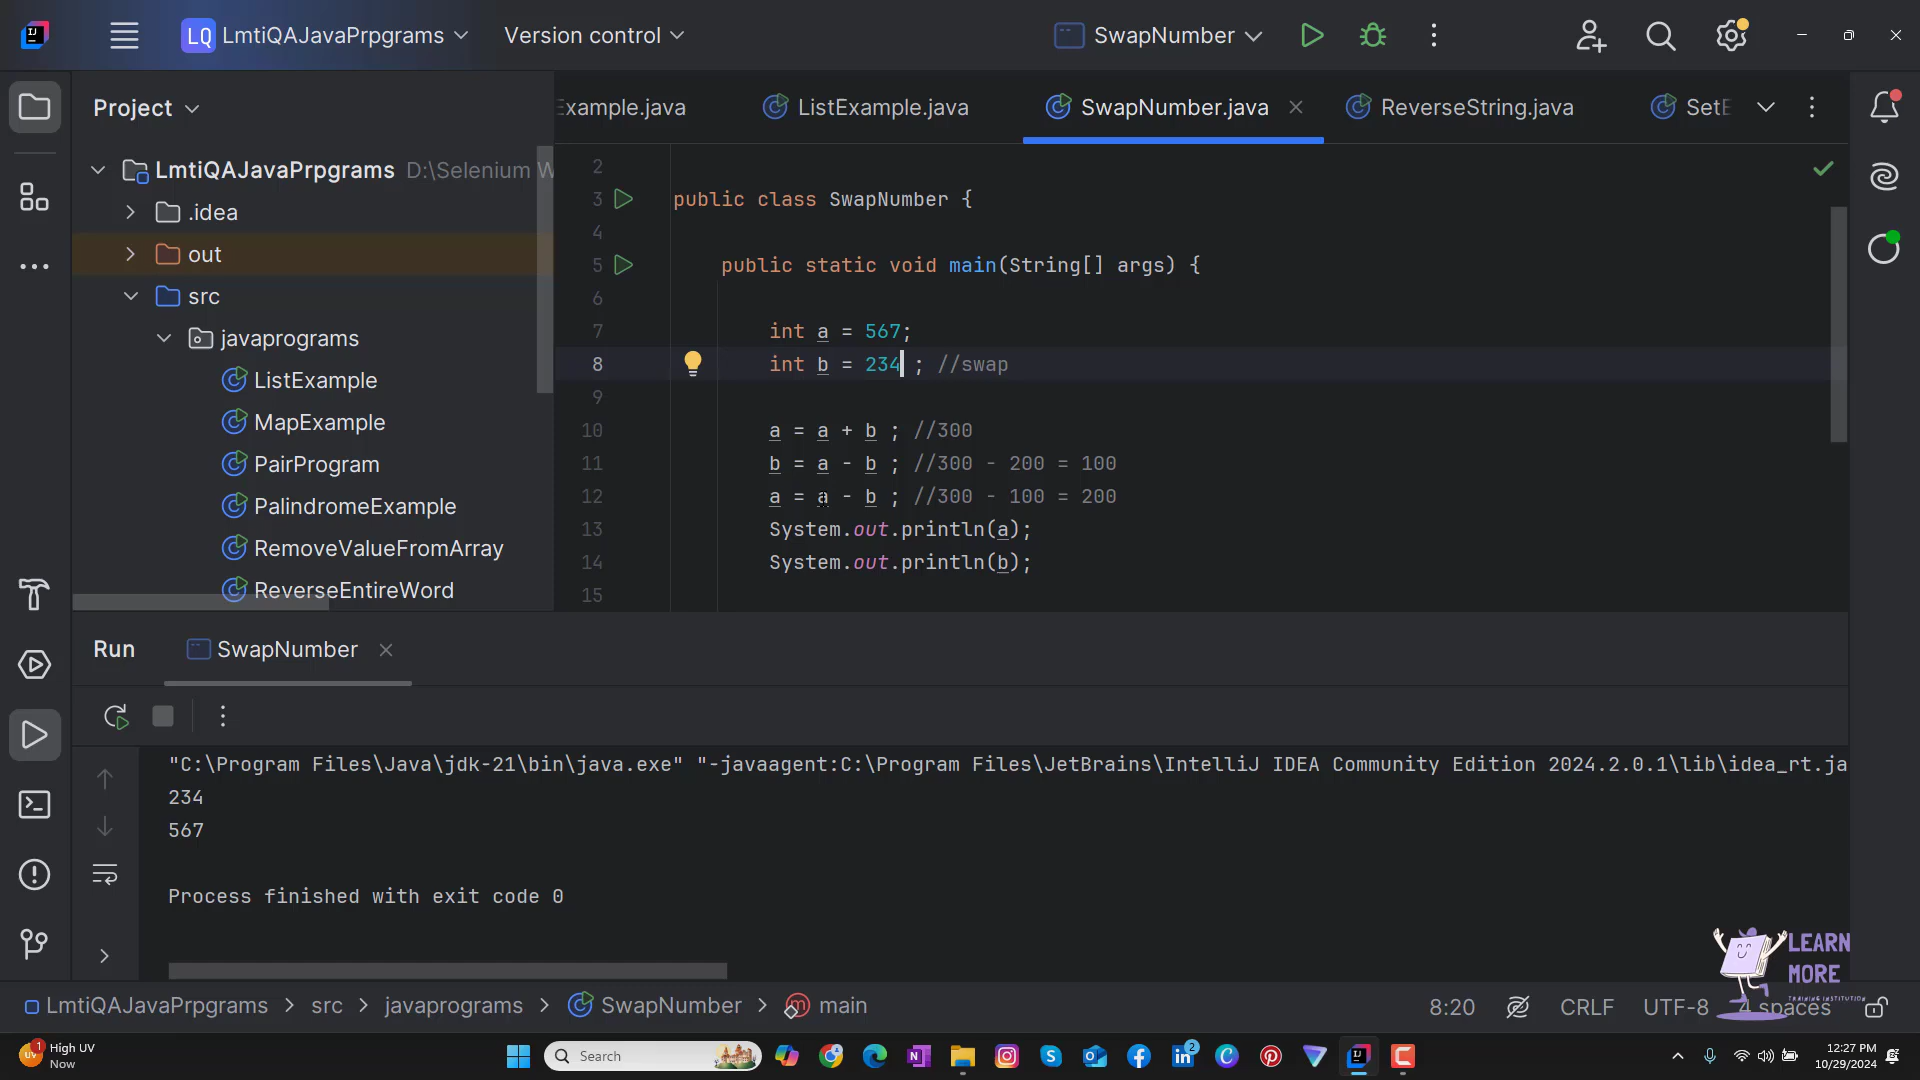 LQ LmtiQAJavaPrpgrams Version control SwapNumber
Project
LmtiQAJavaPrpgrams D:\Selenium W
.idea
out
src
javaprograms
ListExample
MapExample
PairProgram
PalindromeExample
RemoveValueFromArray
ReverseEntireWord
Example.java ListExample.java SwapNumber.java ReverseString.java SetE
2
3 public class SwapNumber {
4
5 public static void main(String[] args) {
6
7 int a = 567;
8 int b = 234 ; //swap
9
10 a = a + b ; //300
11 b = a - b ; //300 - 200 = 100
12 a = a - b ; //300 - 100 = 200
13 System.out.println(a);
14 System.out.println(b);
15
Run SwapNumber
"C:\Program Files\Java\jdk-21\bin\java.exe" "-javaagent:C:\Program Files\JetBrains\IntelliJ IDEA Community Edition 2024.2.0.1\lib\idea_rt.ja
234
567
Process finished with exit code 0
LEARN
MORE
TRAINING INSTITUTION
LmtiQAJavaPrpgrams > src > javaprograms > SwapNumber > main 8:20 CRLF UTF-8 4 spaces
High UV
Now
Search
2
12:27 PM
10/29/2024